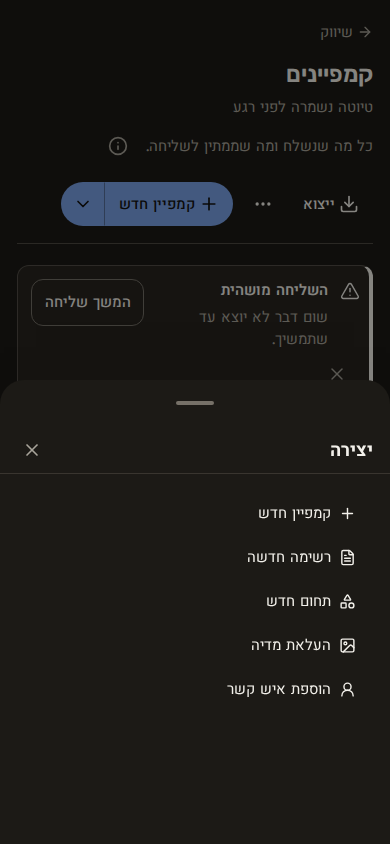 שיווק
קמפיינים
טיוטה נשמרה לפני רגע
כל מה שנשלח ומה שממתין לשליחה.
ייצוא
קמפיין חדש
השליחה מושהית
המשך שליחה
שום דבר לא יוצא עד
שתמשיך.
יצירה
קמפיין חדש
רשימה חדשה
תחום חדש
העלאת מדיה
הוספת איש קשר